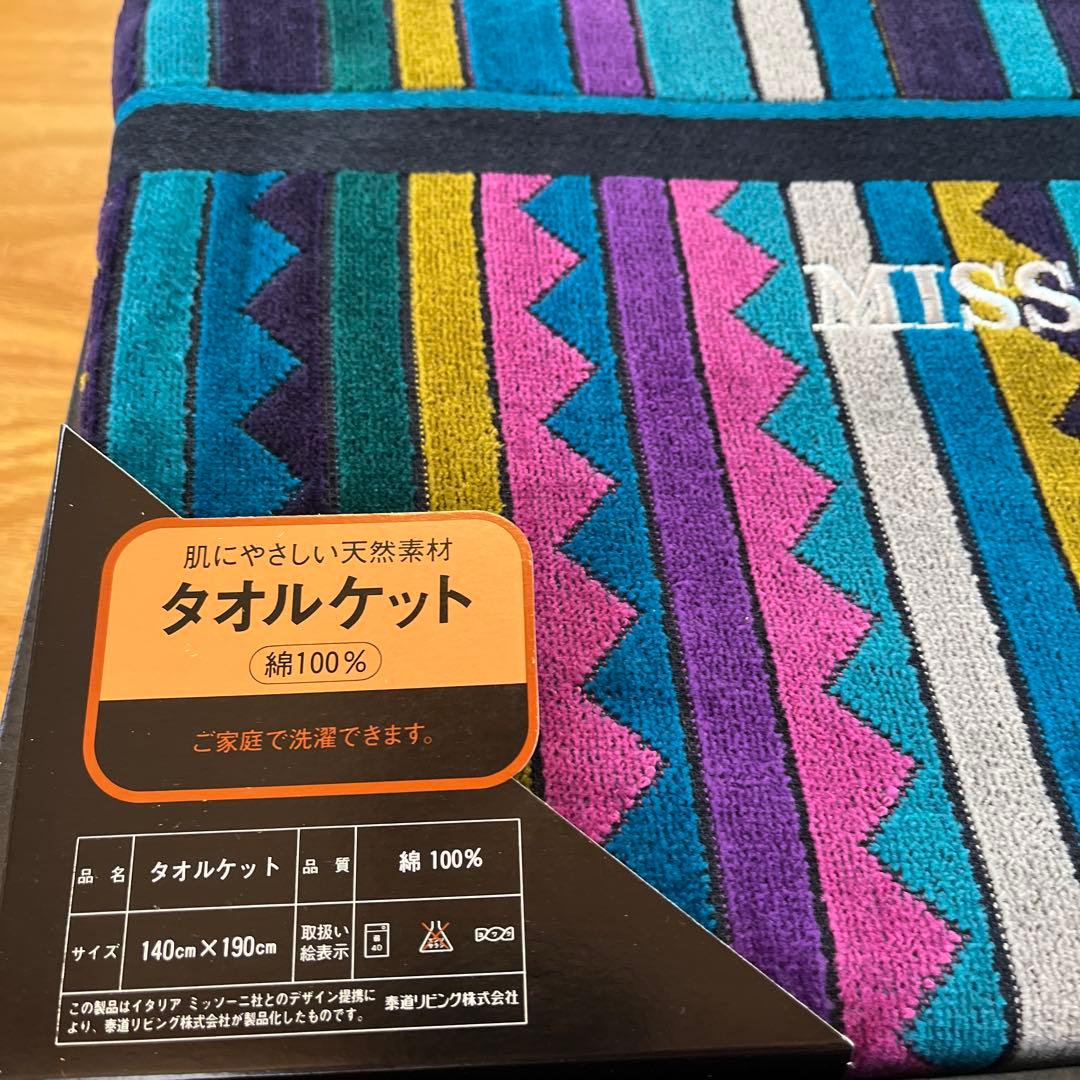 MISS
肌にやさしい天然素材
タオルケット
綿100%
ご家庭で洗濯できます。
品名 タオルケット 品質 綿 100%
サイズ 140cm×190cm 取扱い
絵表示
40
この製品はイタリア ミッソーニ社とのデザイン提携に
より、泰道リビング株式会社が製品化したものです。
泰道リビング株式会社